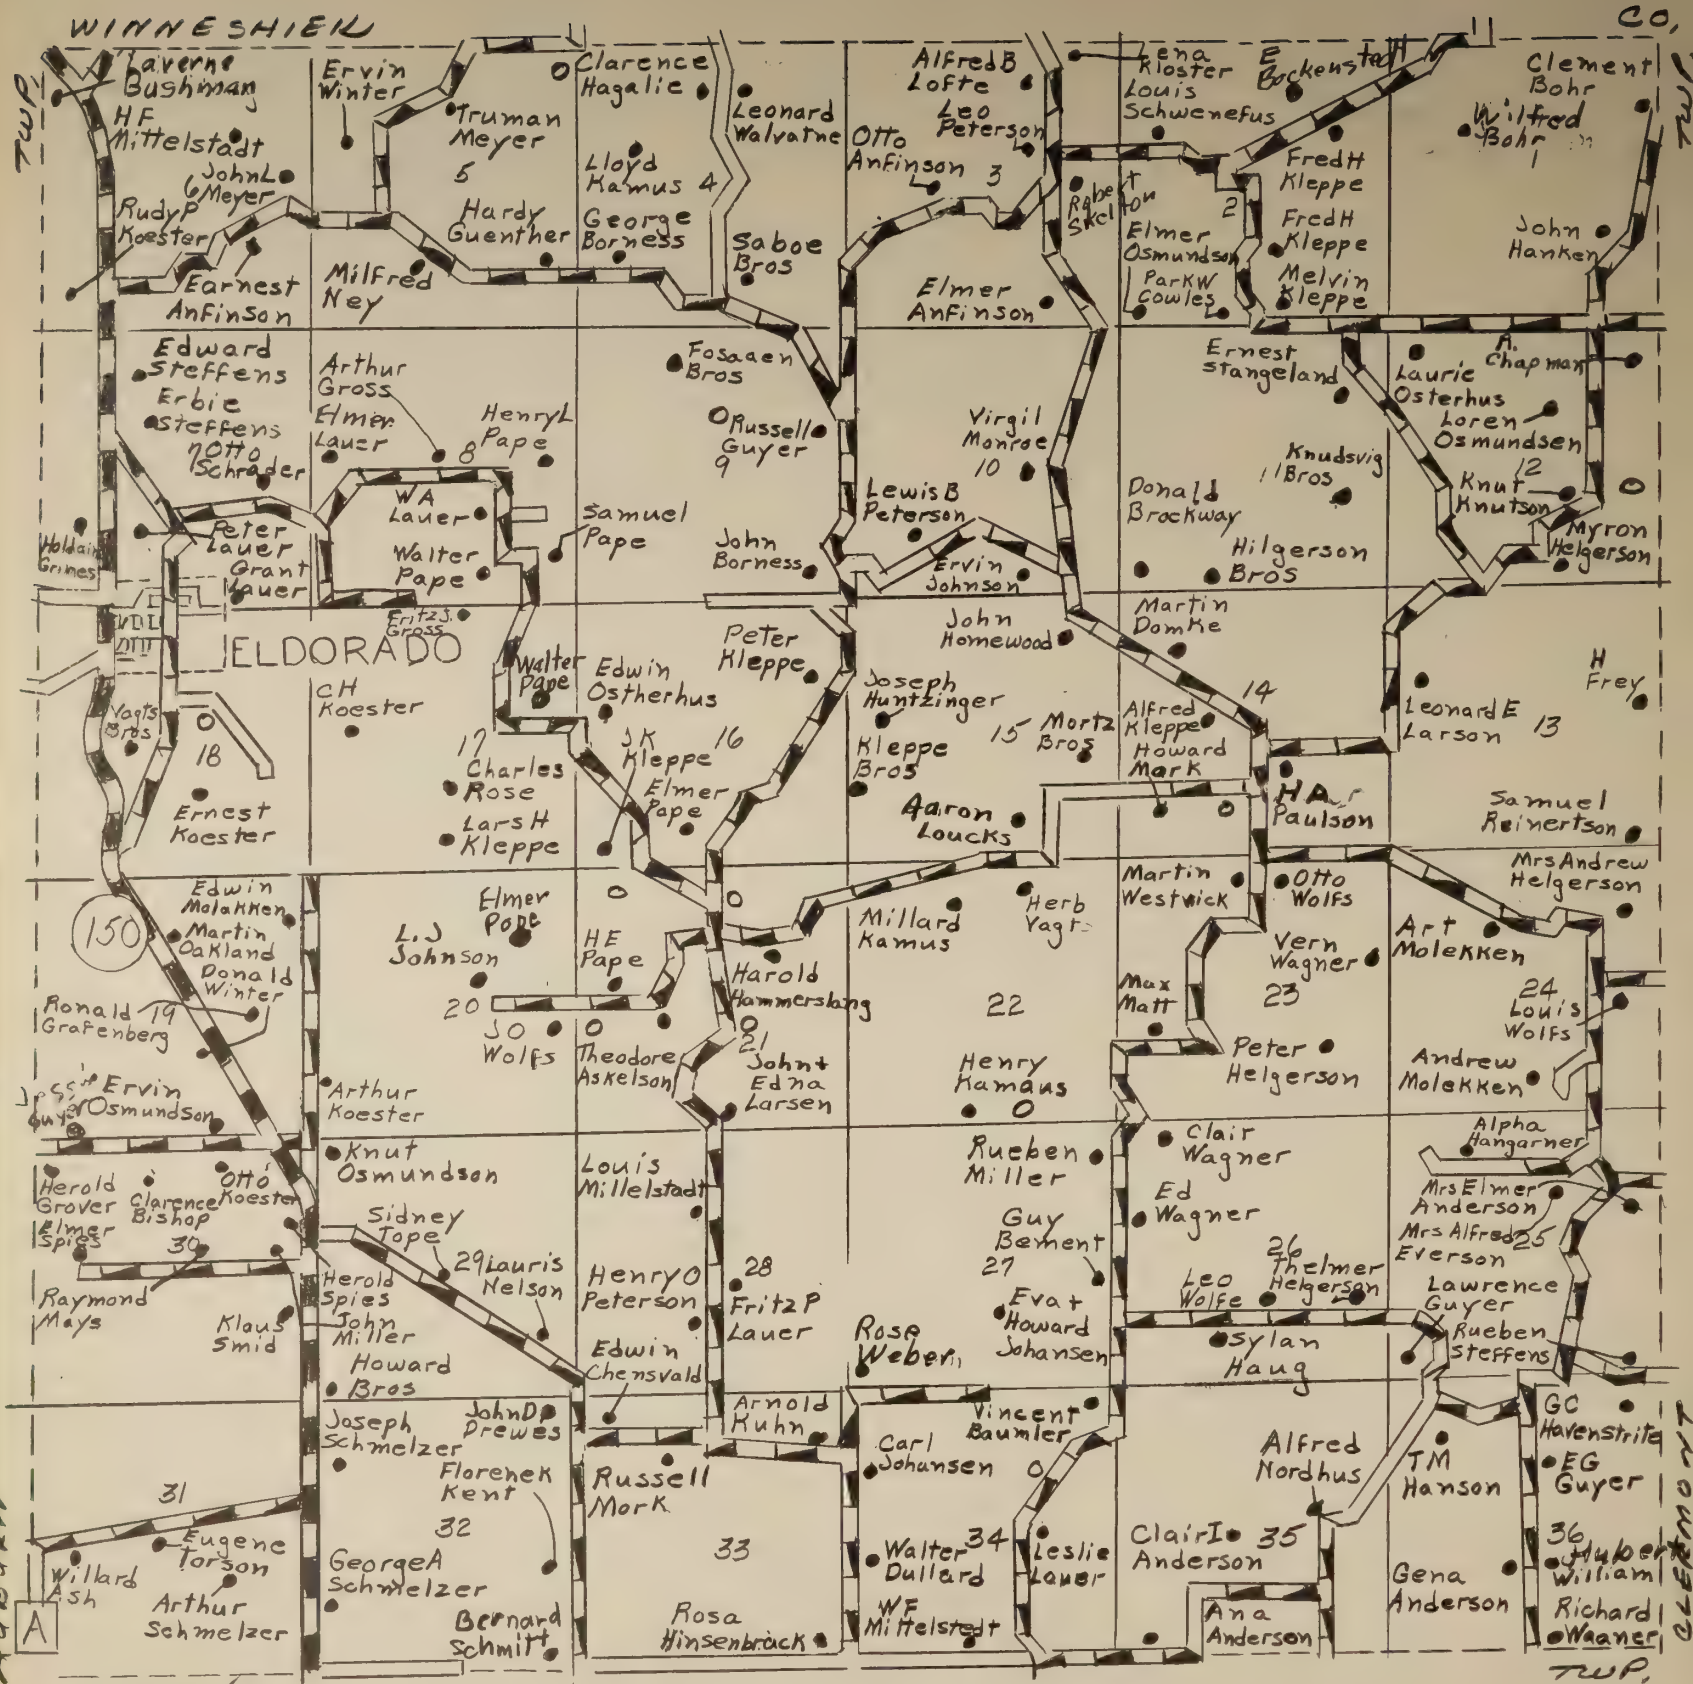 WINNESHIEK
CO.
TWP.
TWP.
Laverne
Bushman
HF
Mittelstadt
John L
Meyer
6
Rudy P
Koester
Earnest
Anfinson
Ervin
Winter
Truman
Meyer
5
Hardy
Guenther
Milfred
Ney
Clarence
Hagalie
Leonard
Walvatne
Lloyd
Kamus
4
George
Borness
Saboe
Bros
Alfred B
Lofte
Leo
Peterson
Otto
Anfinson
3
Elmer
Anfinson
Lena
Kloster
Louis
Schwenefus
E
Bockenstedt
Robert
Skelton
2
Fred H
Kleppe
Fred H
Kleppe
Elmer
Osmundson
Park W
Cowles
Melvin
Kleppe
Clement
Bohr
Wilfred
Bohr
1
John
Hanken
Edward
Steffens
Erbie
Steffens
7
Otto
Schrader
Peter
Lauer
Grant
Lauer
Holdain
Grimes
Arthur
Gross
Elmer
Lauer
8
Henry L
Pape
WA
Lauer
Walter
Pape
Samuel
Pape
Fritz J.
Gross
Fosaaen
Bros
Russell
Guyer
9
John
Borness
Virgil
Monroe
10
Lewis B
Peterson
Ervin
Johnson
Ernest
Stangeland
Knudsvig
Bros
11
Donald
Brockway
Hilgerson
Bros
A.
Chapman
Laurie
Osterhus
Loren
Osmundsen
12
Knut
Knutson
Myron
Helgerson
ELDORADO
Vagts
Bros
18
Ernest
Koester
CH
Koester
17
Charles
Rose
Lars H
Kleppe
Walter
Pape
Edwin
Ostherhus
Peter
Kleppe
16
JK
Kleppe
Elmer
Pape
John
Homewood
Joseph
Huntzinger
15
Mortz
Bros
Kleppe
Bros
Aaron
Loucks
Martin
Domke
14
Alfred
Kleppe
Howard
Mark
HA
Paulson
H
Frey
Leonard E
Larson
13
Samuel
Reinertson
Mrs Andrew
Helgerson
150
Edwin
Molakken
Martin
Oakland
Donald
Winter
19
Ronald
Grafenberg
Ervin
Osmundson
Guyer
Elmer
Pape
L.J
Johnson
20
JO
Wolfs
Arthur
Koester
HE
Pape
Harold
Hammerslang
21
Theodore
Askelson
John +
Edna
Larsen
Millard
Kamus
Herb
Vagts
22
Henry
Kamaus
Martin
Westwick
Otto
Wolfs
Vern
Wagner
23
Max
Matt
Peter
Helgerson
Art
Molekken
24
Louis
Wolfs
Andrew
Molekken
Alpha
Hangarner
Herold
Grover
Clarence
Bishop
Otto
Koester
Elmer
Spies
30
Raymond
Mays
Klaus
Smid
Knut
Osmundson
Sidney
Tope
29
Lauris
Nelson
Herold
Spies
John
Miller
Howard
Bros
Louis
Millelstadt
Henry O
Peterson
28
Fritz P
Lauer
Edwin
Chensvald
Rueben
Miller
Guy
Bement
27
Eva +
Howard
Johansen
Rose
Weber
Clair
Wagner
Ed
Wagner
26
Thelmer
Helgerson
Leo
Wolfe
Sylan
Haug
Mrs Elmer
Anderson
Mrs Alfred
Everson
25
Lawrence
Guyer
Rueben
Steffens
31
Eugene
Torson
Willard
Ash
Arthur
Schmelzer
A
Joseph
Schmelzer
John D
Drewes
Florene K
Kent
32
George A
Schmelzer
Bernard
Schmitt
Arnold
Kuhn
Russell
Mork
33
Rosa
Hinsenbrack
Vincent
Baumler
Carl
Johansen
34
Walter
Dullard
Leslie
Lauer
WF
Mittelstedt
Alfred
Nordhus
Clair I
Anderson
35
Ana
Anderson
GC
Havenstrite
TM
Hanson
EG
Guyer
36
Hubert
William
Gena
Anderson
Richard
Waaner
CLERMONT
TWP.